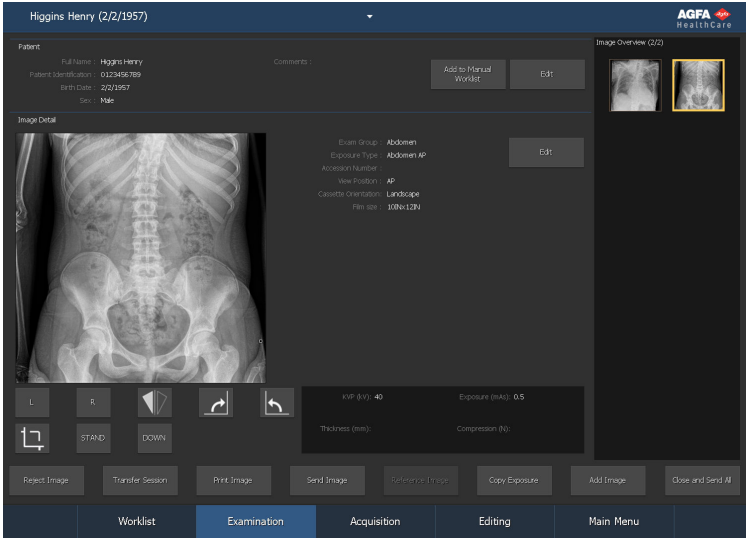 Higgins Henry (2/2/1957)
AGFA Agfa
HealthCare
Patient
Full Name : Higgins Henry
Comments :
Patient Identification : 0123456789
Birth Date : 2/2/1957
Sex : Male
Add to Manual
Worklist
Edit
Image Overview (2/2)
Image Detail
Exam Group : Abdomen
Exposure Type : Abdomen AP
Accession Number :
View Position : AP
Cassette Orientation: Landscape
Film size : 10INx12IN
Edit
L
R
STAND
DOWN
KVP (kV): 40
Exposure (mAs): 0.5
Thickness (mm):
Compression (N):
Reject Image
Transfer Session
Print Image
Send Image
Reference Image
Copy Exposure
Add Image
Close and Send All
Worklist
Examination
Acquisition
Editing
Main Menu